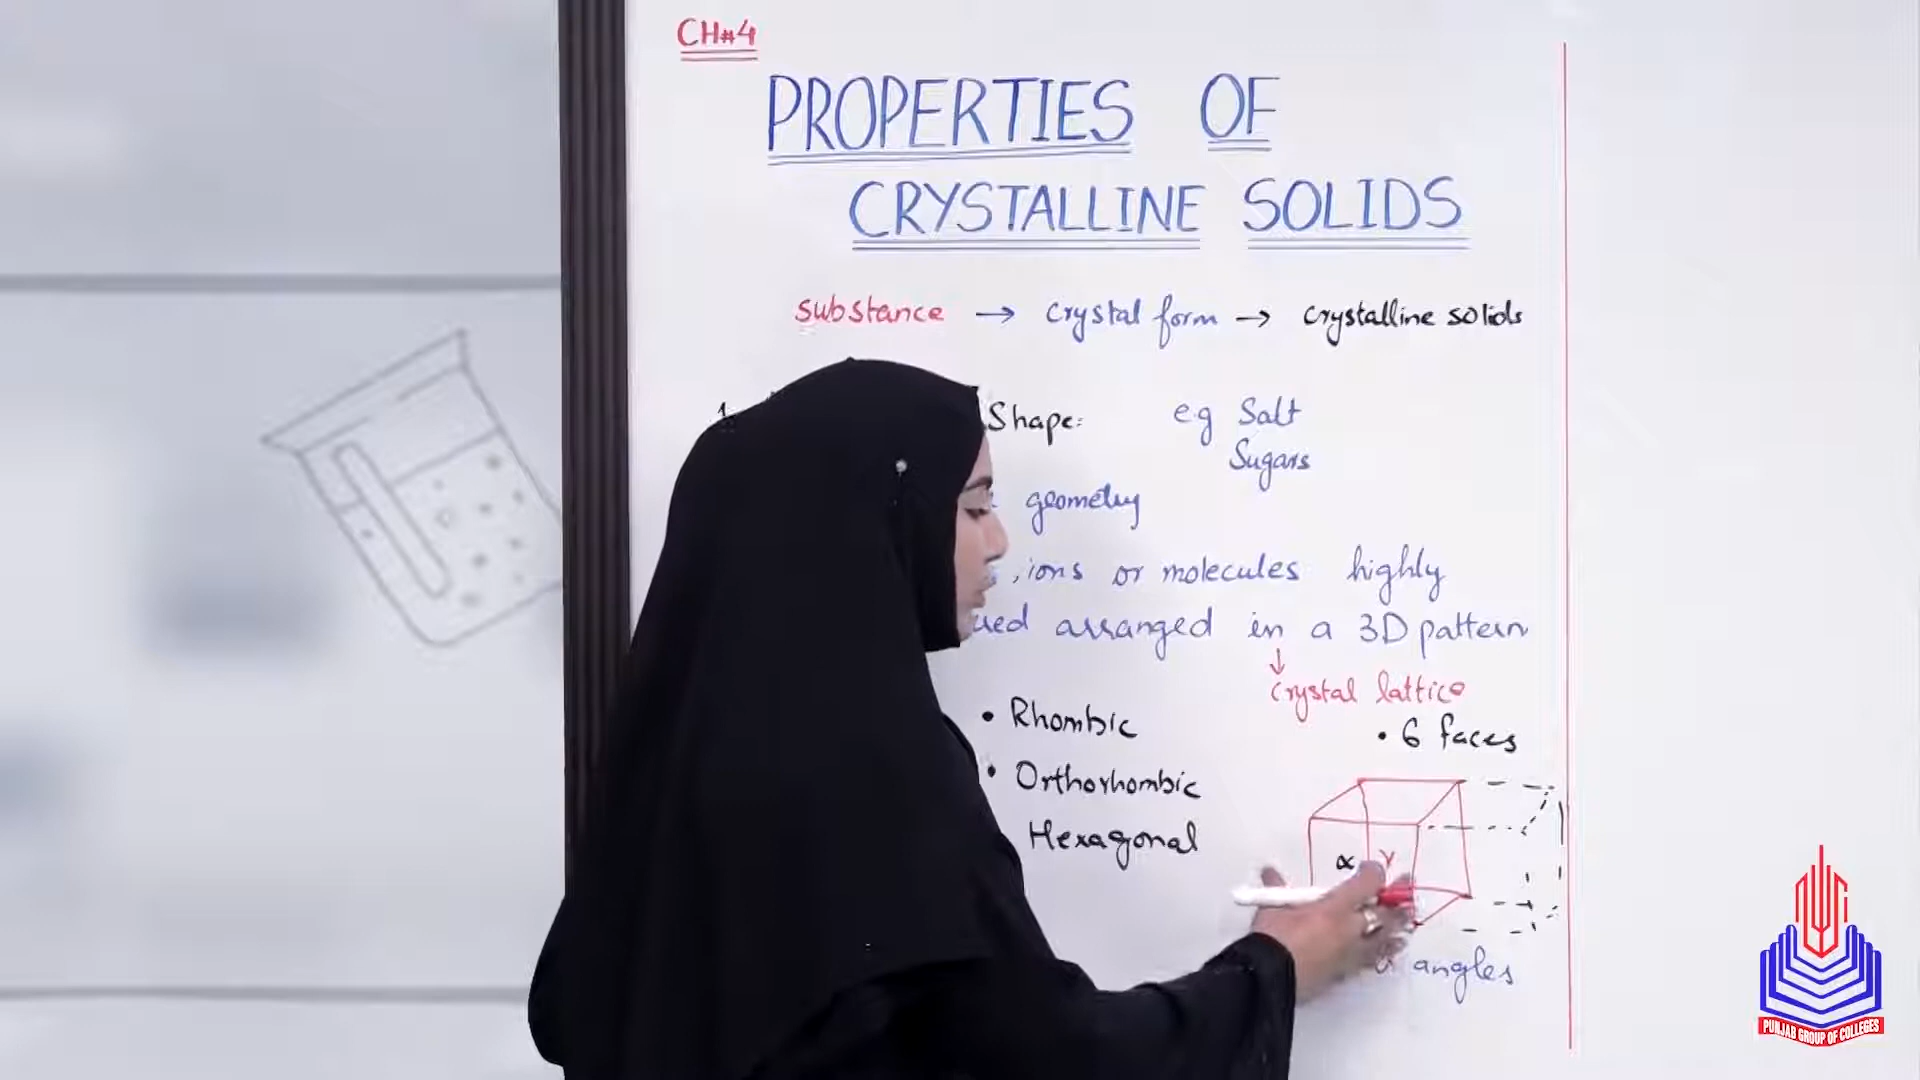 CH#4
PROPERTIES OF
CRYSTALLINE SOLIDS
substance → crystal form → crystalline solids
1. Shape: e.g Salt
Sugars
geometry
, ions or molecules highly
arranged in a 3D pattern
↓
crystal lattice
• Rhombic
• 6 faces
• Orthorhombic
Hexagonal
α γ
angles
PUNJAB GROUP OF COLLEGES